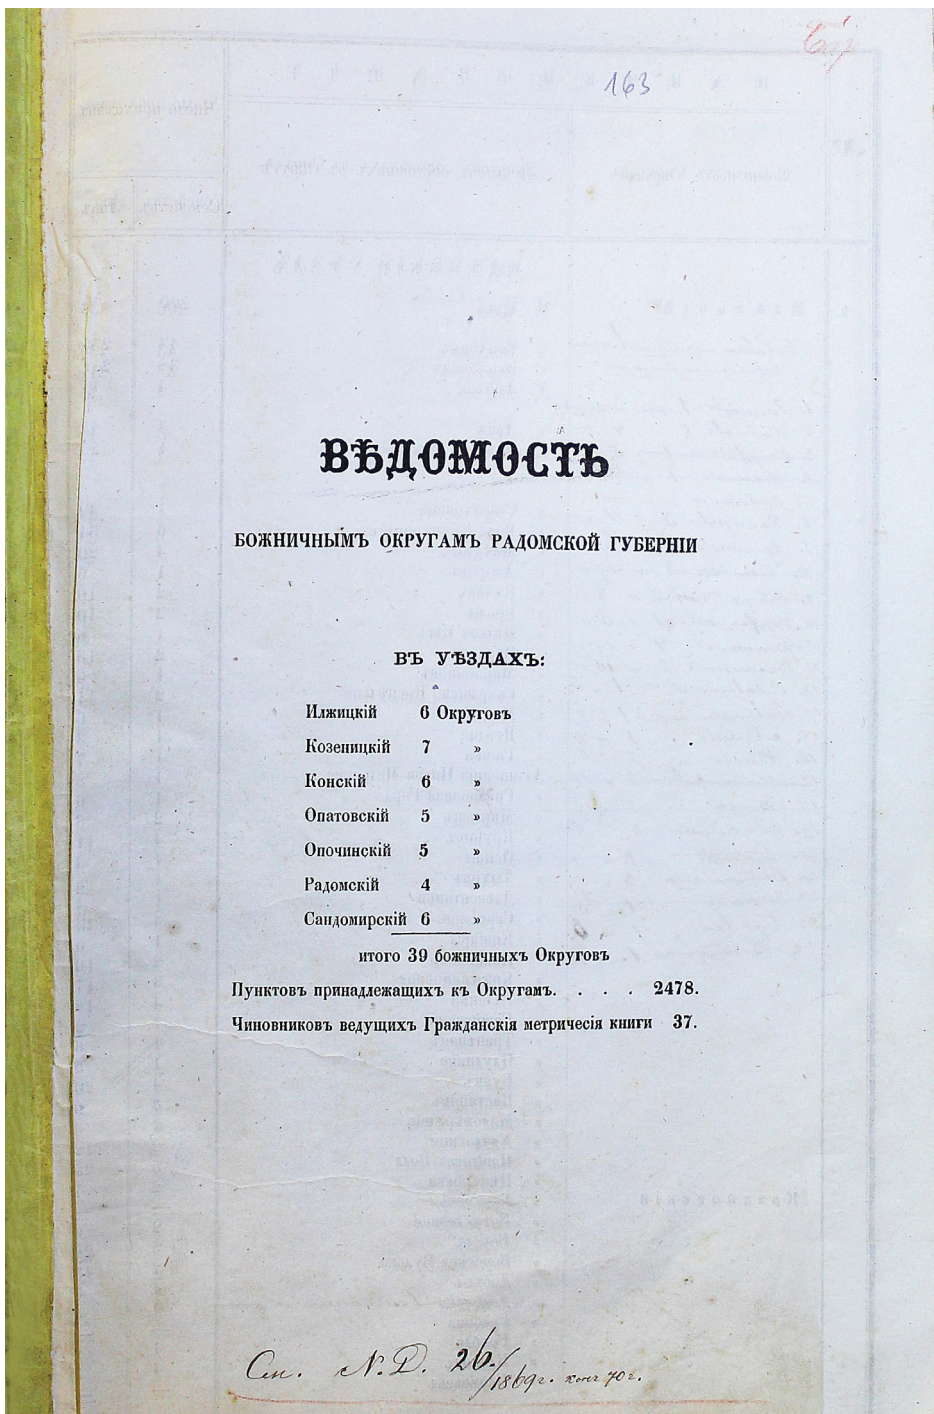 163
ВѢДОМОСТЬ
БОЖНИЧНЫМЪ ОКРУГАМЪ РАДОМСКОЙ ГУБЕРНІИ
ВЪ УѢЗДАХЪ:
Илжицкій 6 Округовъ
Козеницкій 7 »
Конскій 6 »
Опатовскій 5 »
Опочинскій 5 »
Радомскій 4 »
Сандомирскій 6 »
итого 39 божничныхъ Округовъ
Пунктовъ принадлежащихъ къ Округамъ. . . . 2478.
Чиновниковъ ведущихъ Гражданскія метричесія книги 37.
См. N. D. 26./1869г. 70 г.